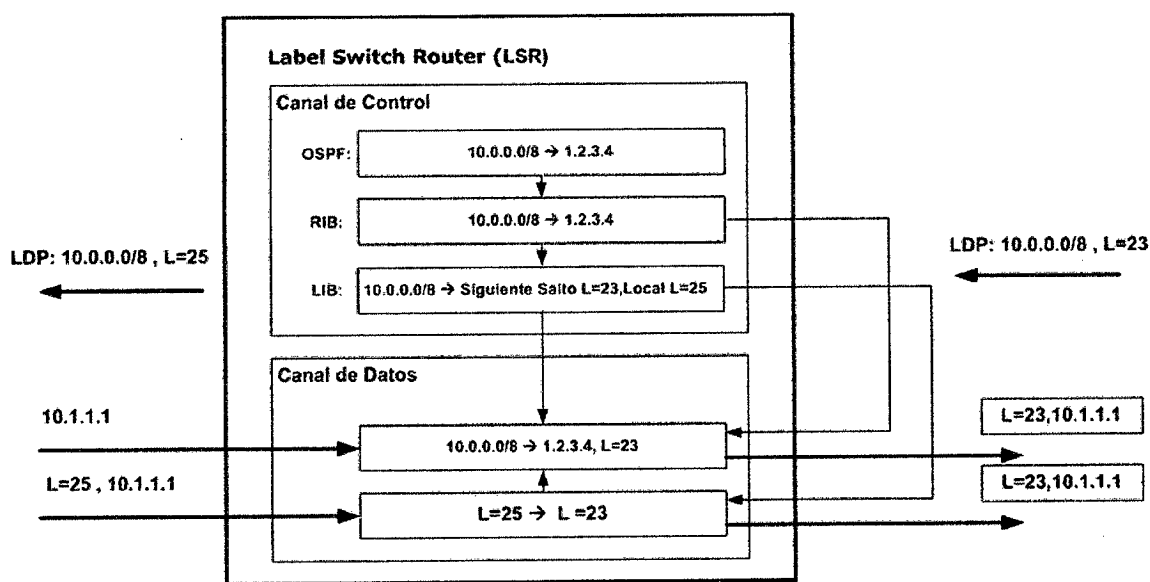 Label Switch Router (LSR)
Canal de Control
OSPF: 10.0.0.0/8 → 1.2.3.4
RIB: 10.0.0.0/8 → 1.2.3.4
LDP: 10.0.0.0/8 , L=25
LDP: 10.0.0.0/8 , L=23
LIB: 10.0.0.0/8 → Siguiente Salto L=23,Local L=25
Canal de Datos
10.1.1.1
L=23,10.1.1.1
10.0.0.0/8 → 1.2.3.4, L=23
L=25 , 10.1.1.1
L=23,10.1.1.1
L=25 → L =23